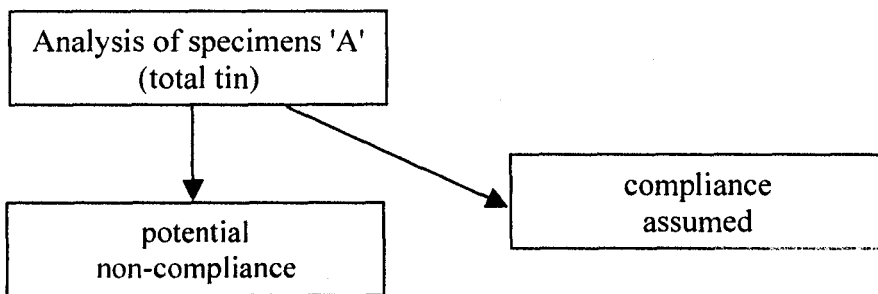 Analysis of specimens 'A'
(total tin)
compliance
assumed
potential
non-compliance